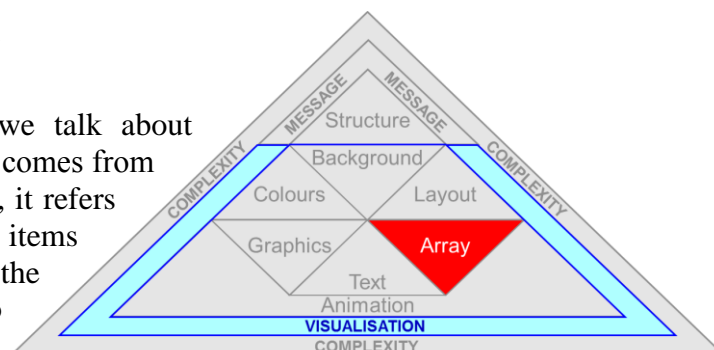 we talk about
comes from
, it refers
items
the
MESSAGE
MESSAGE
COMPLEXITY
COMPLEXITY
Structure
Background
Colours
Layout
Graphics
Array
Text
Animation
VISUALISATION
COMPLEXITY